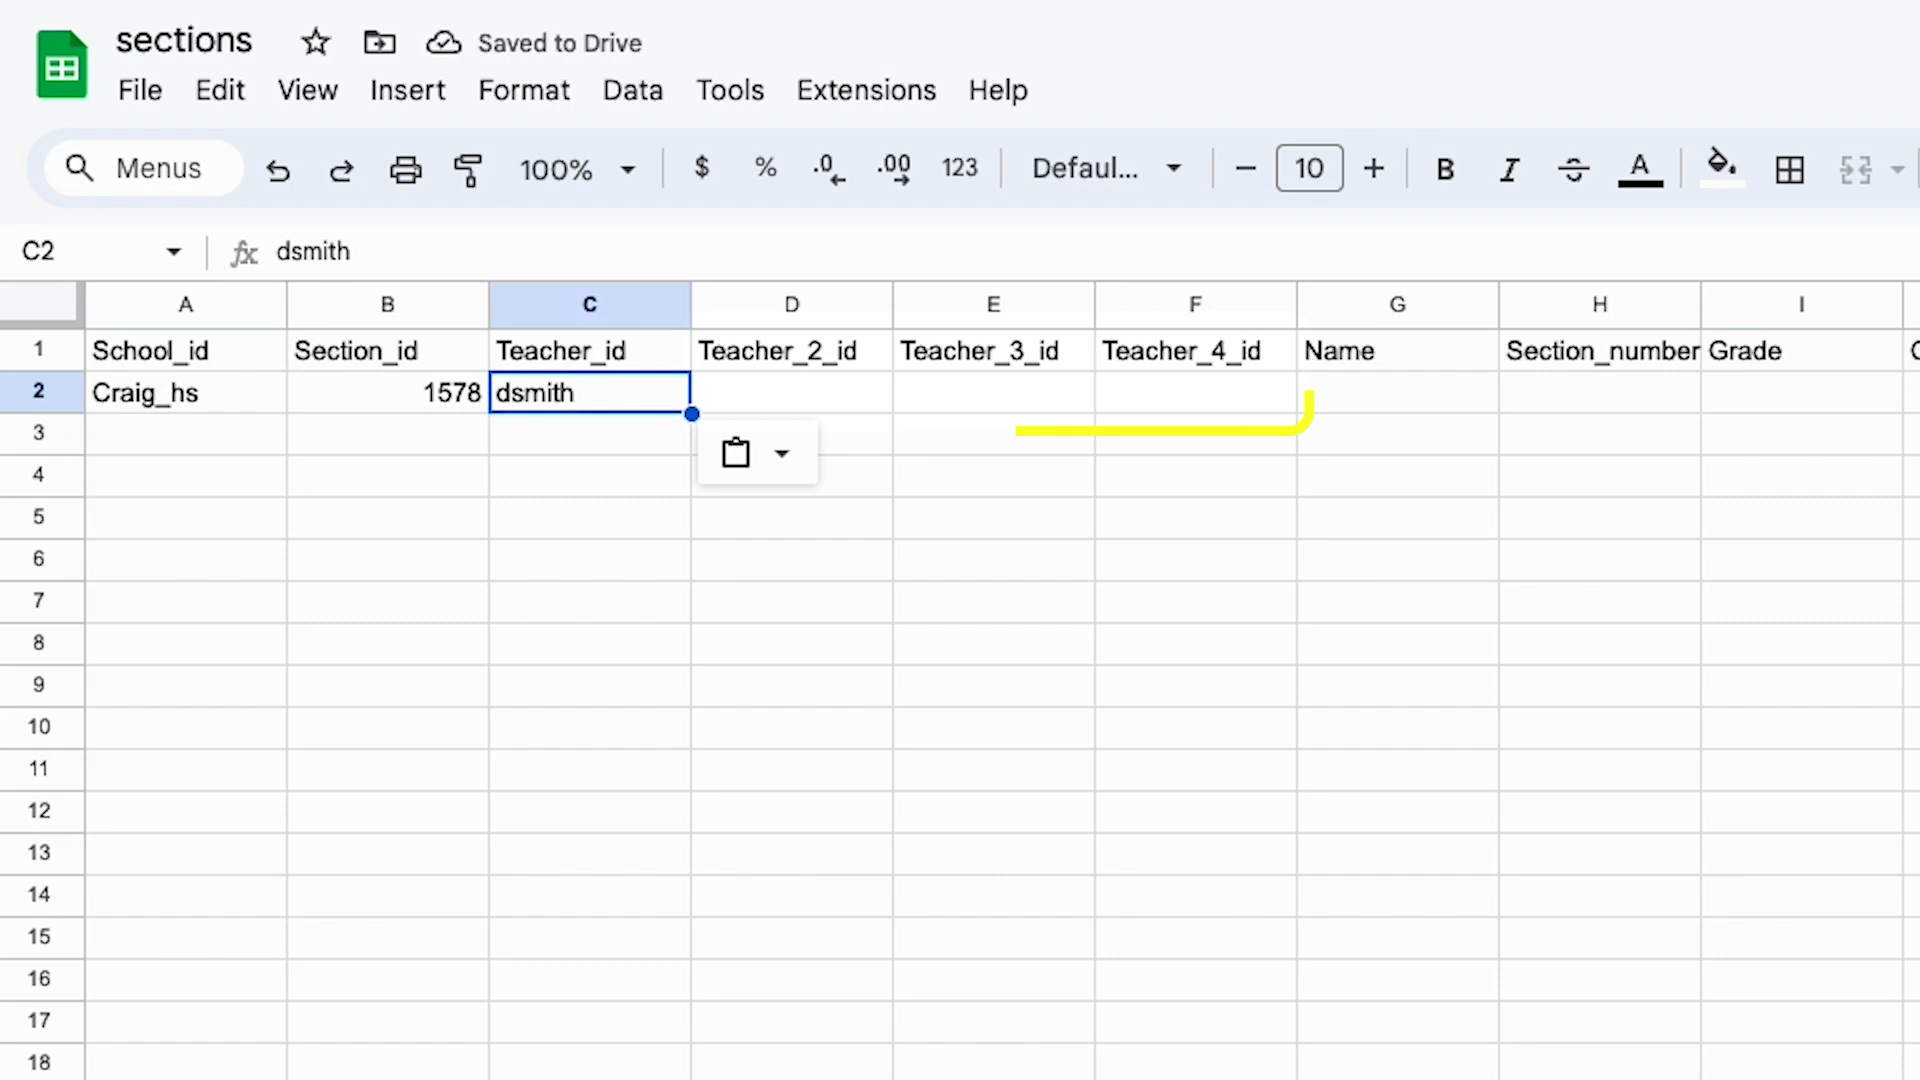 sections Saved to Drive
File Edit View Insert Format Data Tools Extensions Help
Menus 100% $ % .0 .00 123 Defaul... 10 B I S A
C2 fx dsmith
A B C D E F G H I
1 School_id Section_id Teacher_id Teacher_2_id Teacher_3_id Teacher_4_id Name Section_number Grade
2 Craig_hs 1578 dsmith
3
4
5
6
7
8
9
10
11
12
13
14
15
16
17
18